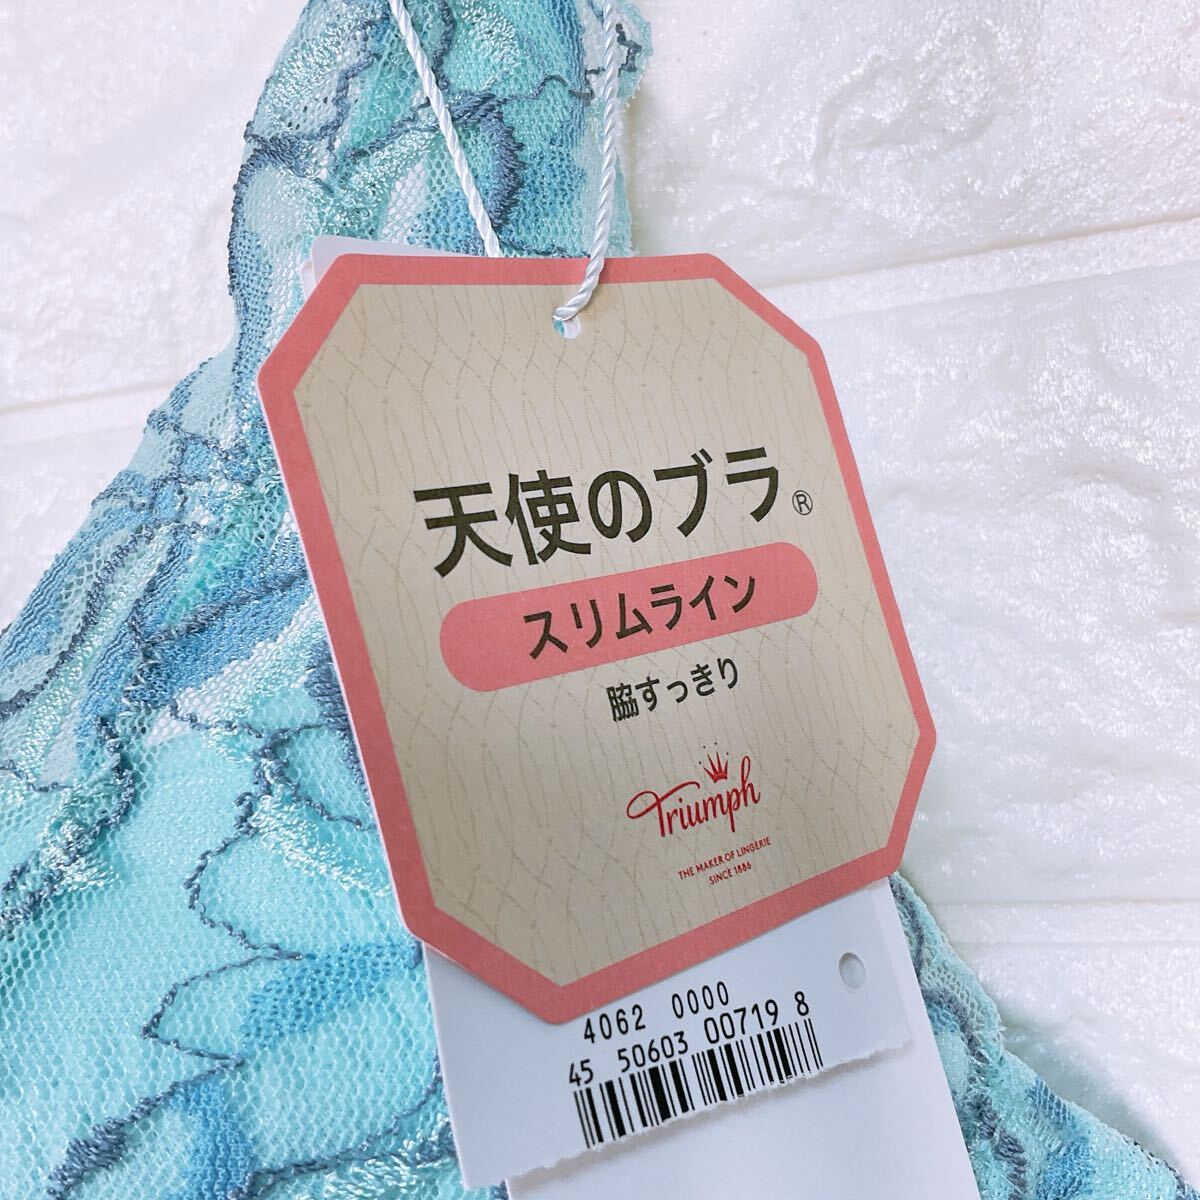 天使のブラ®
スリムライン
脇すっきり
Triumph
THE MAKER OF LINGERIE
SINCE 1886
4062 0000
45 50603 00719 8